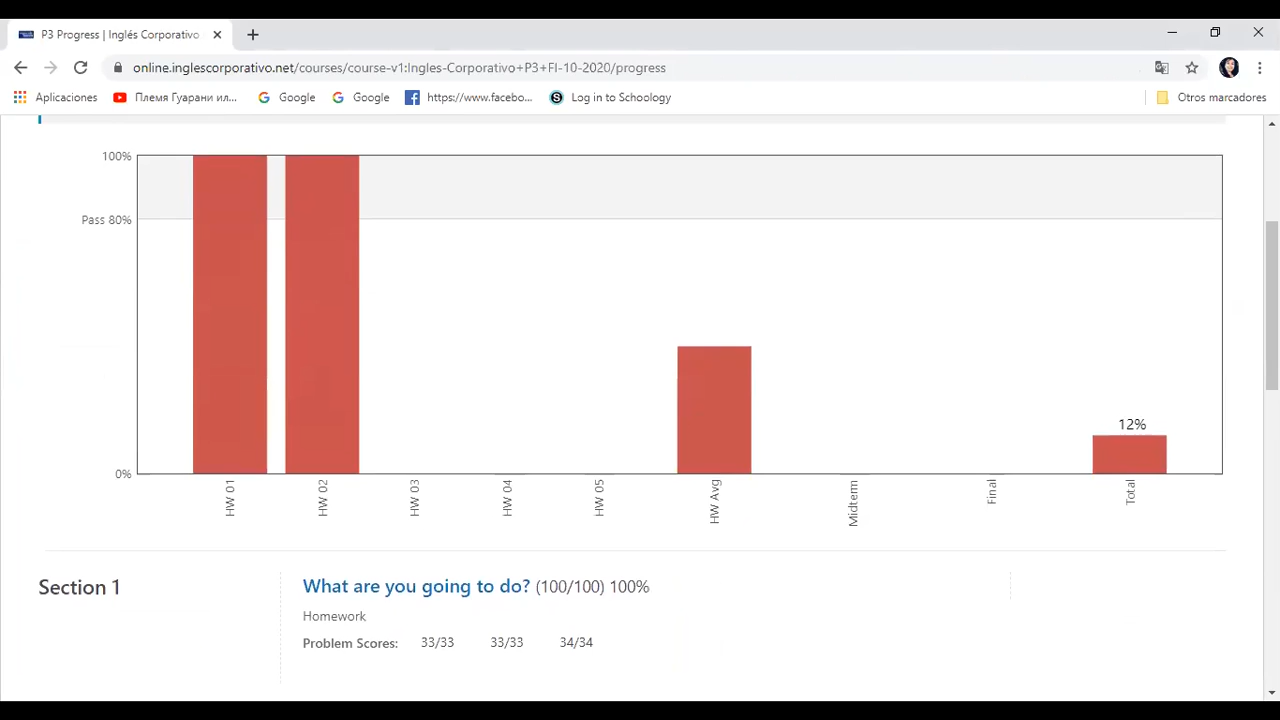 P3 Progress | Inglés Corporativo
online.inglescorporativo.net/courses/course-v1:Ingles-Corporativo+P3+FI-10-2020/progress
Aplicaciones
Племя Гуарани ил...
Google
Google
https://www.facebo...
Log in to Schoology
Otros marcadores
100%
Pass 80%
12%
0%
HW 01
HW 02
HW 03
HW 04
HW 05
HW Avg
Midterm
Final
Total
Section 1
What are you going to do? (100/100) 100%
Homework
Problem Scores: 33/33 33/33 34/34